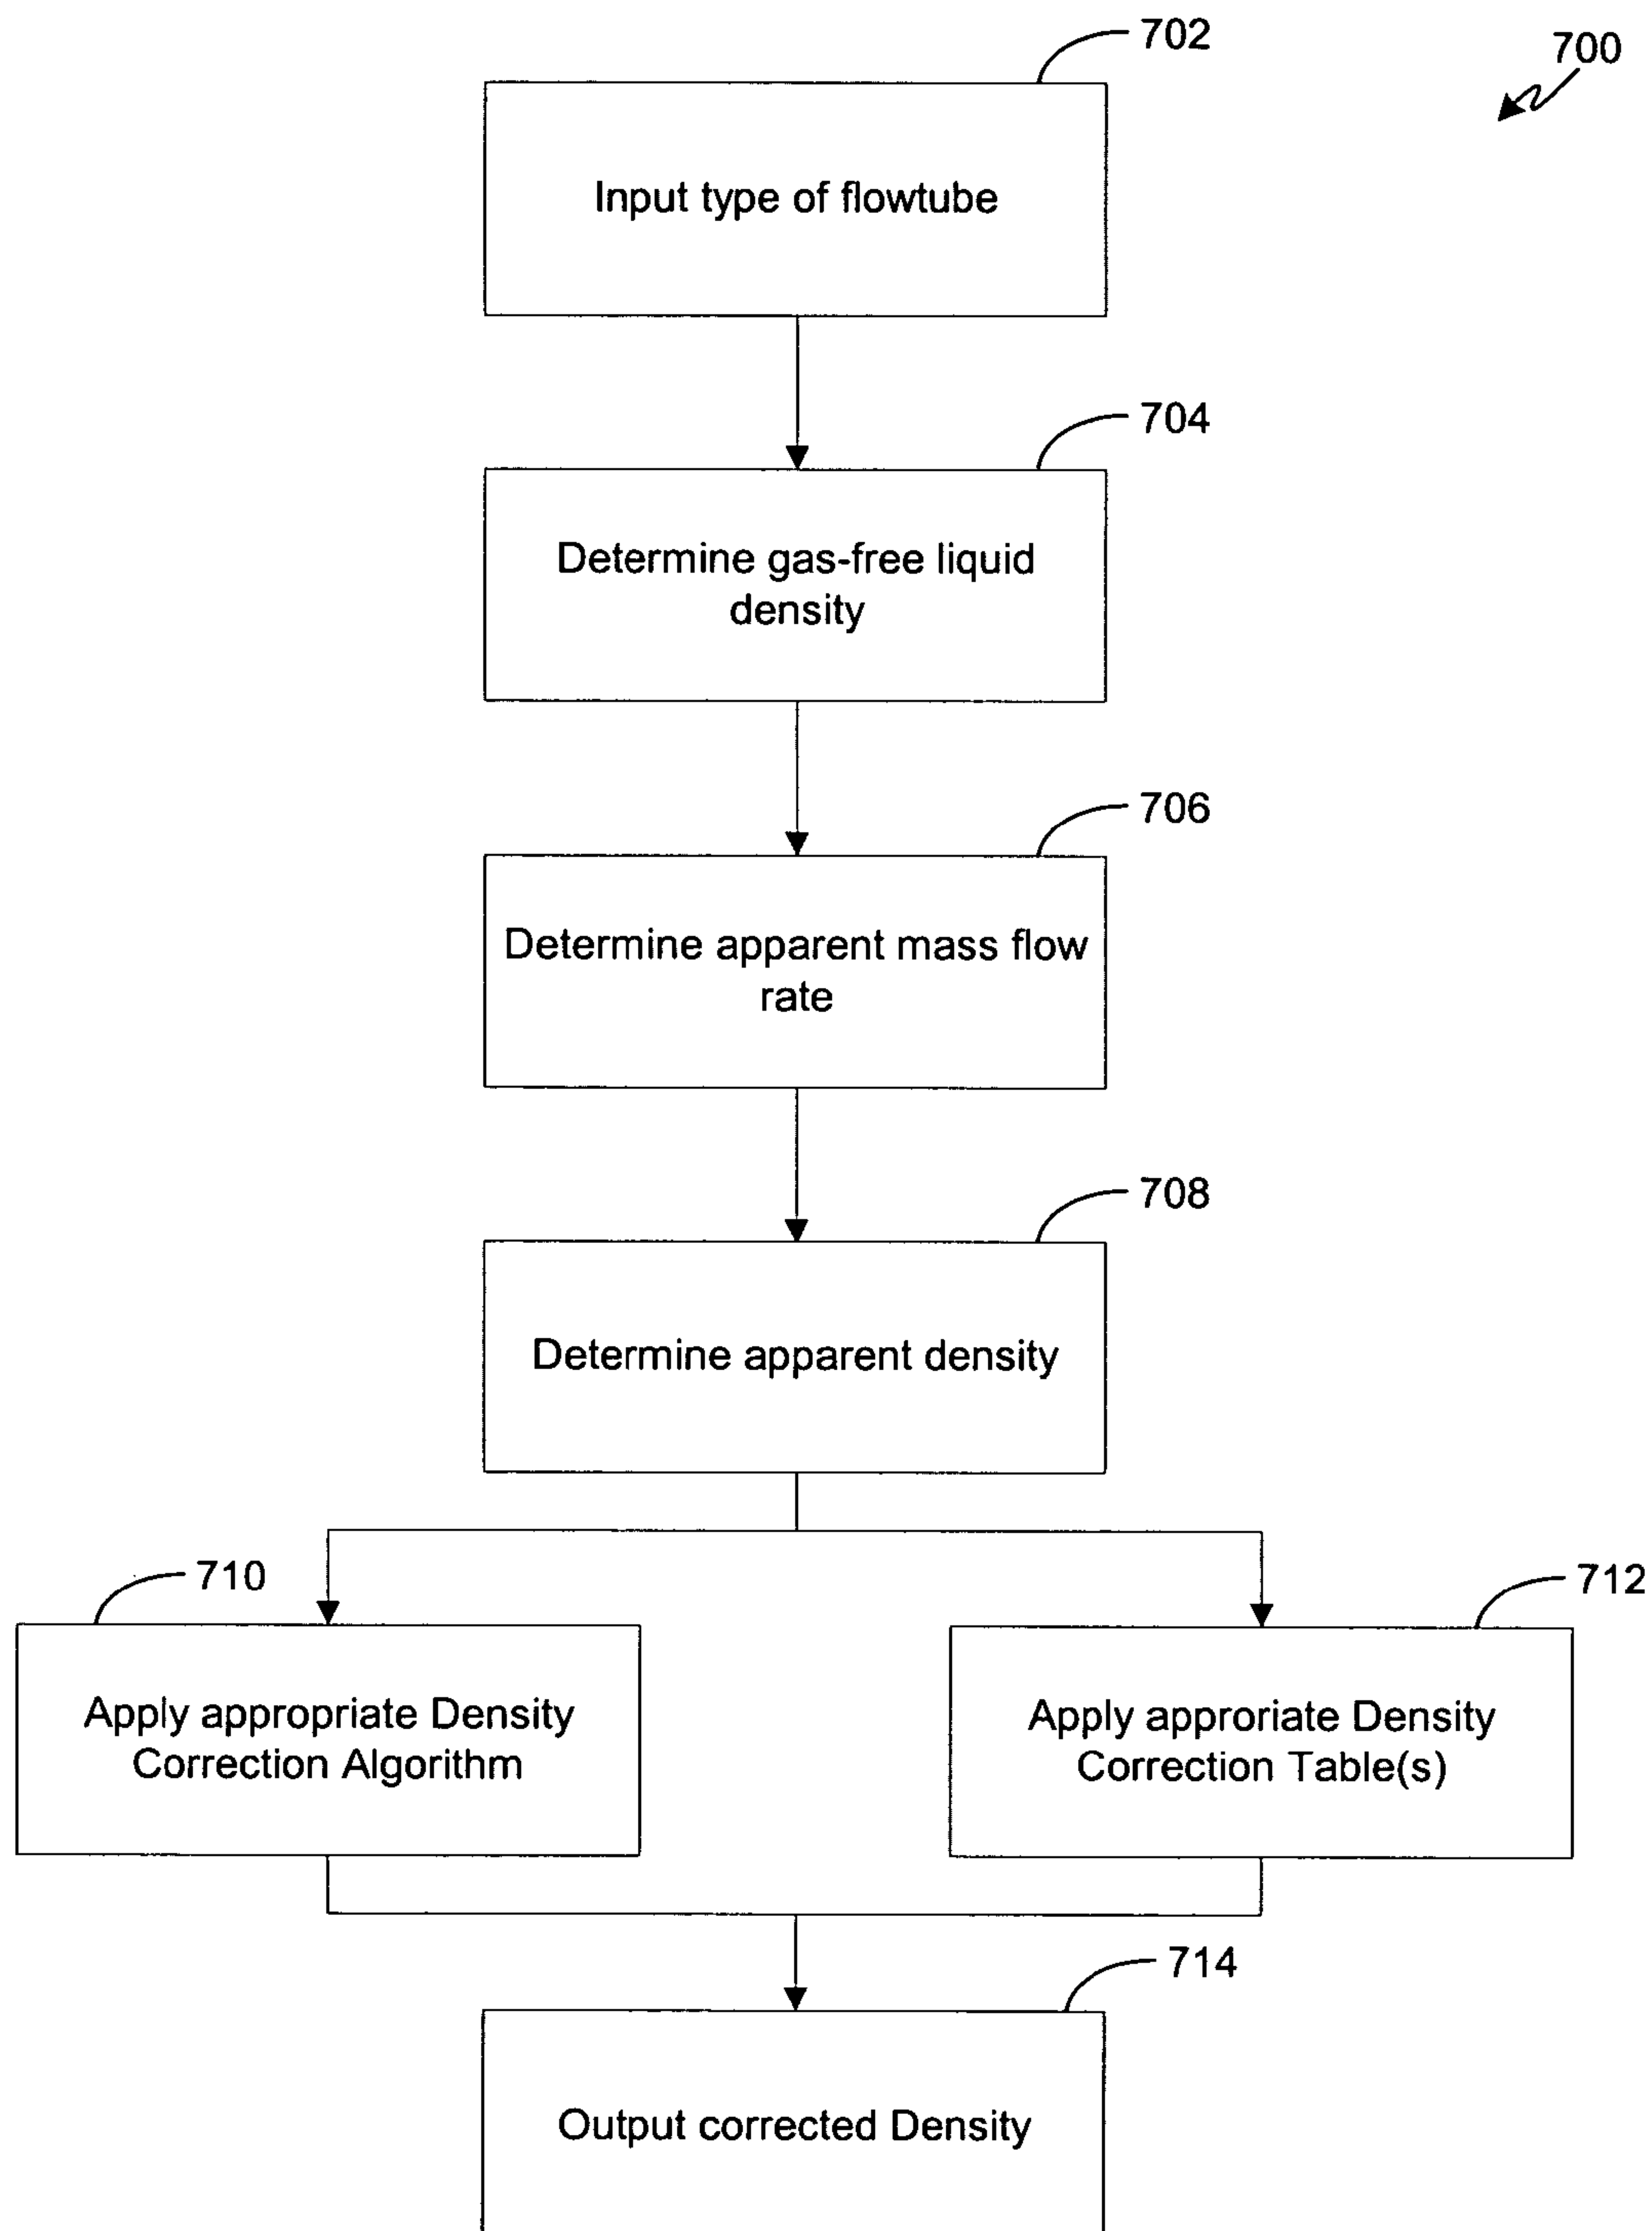 702
700
Input type of flowtube
704
Determine gas-free liquid
density
706
Determine apparent mass flow
rate
708
Determine apparent density
710
712
Apply appropriate Density
Correction Algorithm
Apply approriate Density
Correction Table(s)
714
Output corrected Density